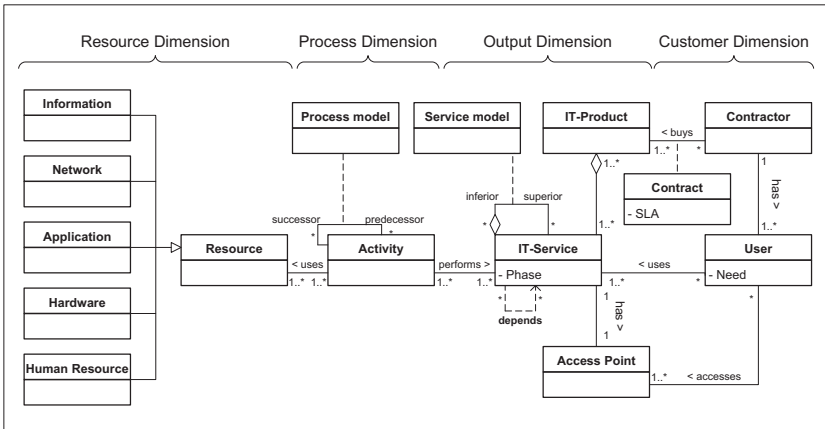 Resource Dimension Process Dimension Output Dimension Customer Dimension
Information
Process model Service model IT-Product Contractor
< buys
1..* *
Network
1..* 1
Contract
- SLA
has >
inferior superior
successor predecessor
* * * * 1..* 1..*
Application
Resource Activity IT-Service User
< uses performs > - Phase < uses - Need
1..* 1..* 1..* 1..* 1..* *
Hardware
* * 1 *
depends
has >
1
Access Point
Human Resource
1..* < accesses